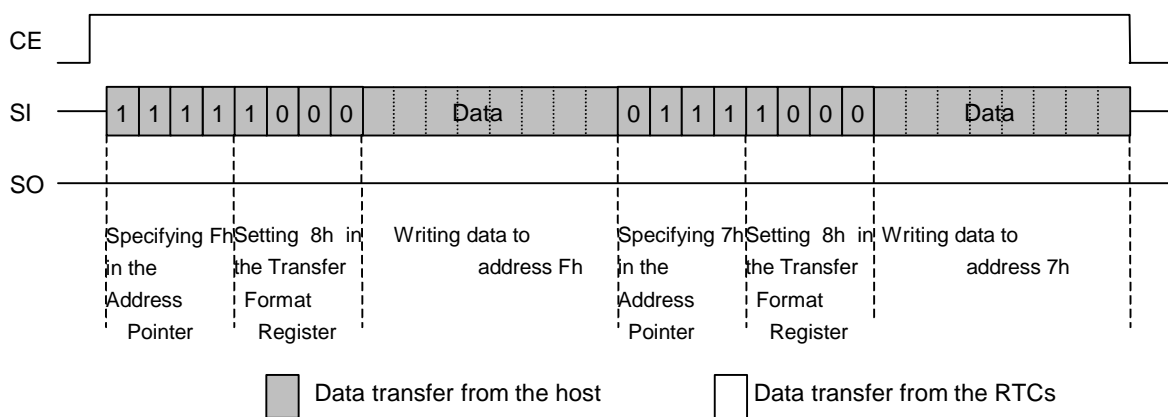 CE
SI 1 1 1 1 1 0 0 0 Data 0 1 1 1 1 0 0 0 Data
SO
Specifying Fh Setting 8h in Writing data to Specifying 7h Setting 8h in Writing data to
in the the Transfer address Fh in the the Transfer address 7h
Address Format Address Format
Pointer Register Pointer Register
Data transfer from the host Data transfer from the RTCs